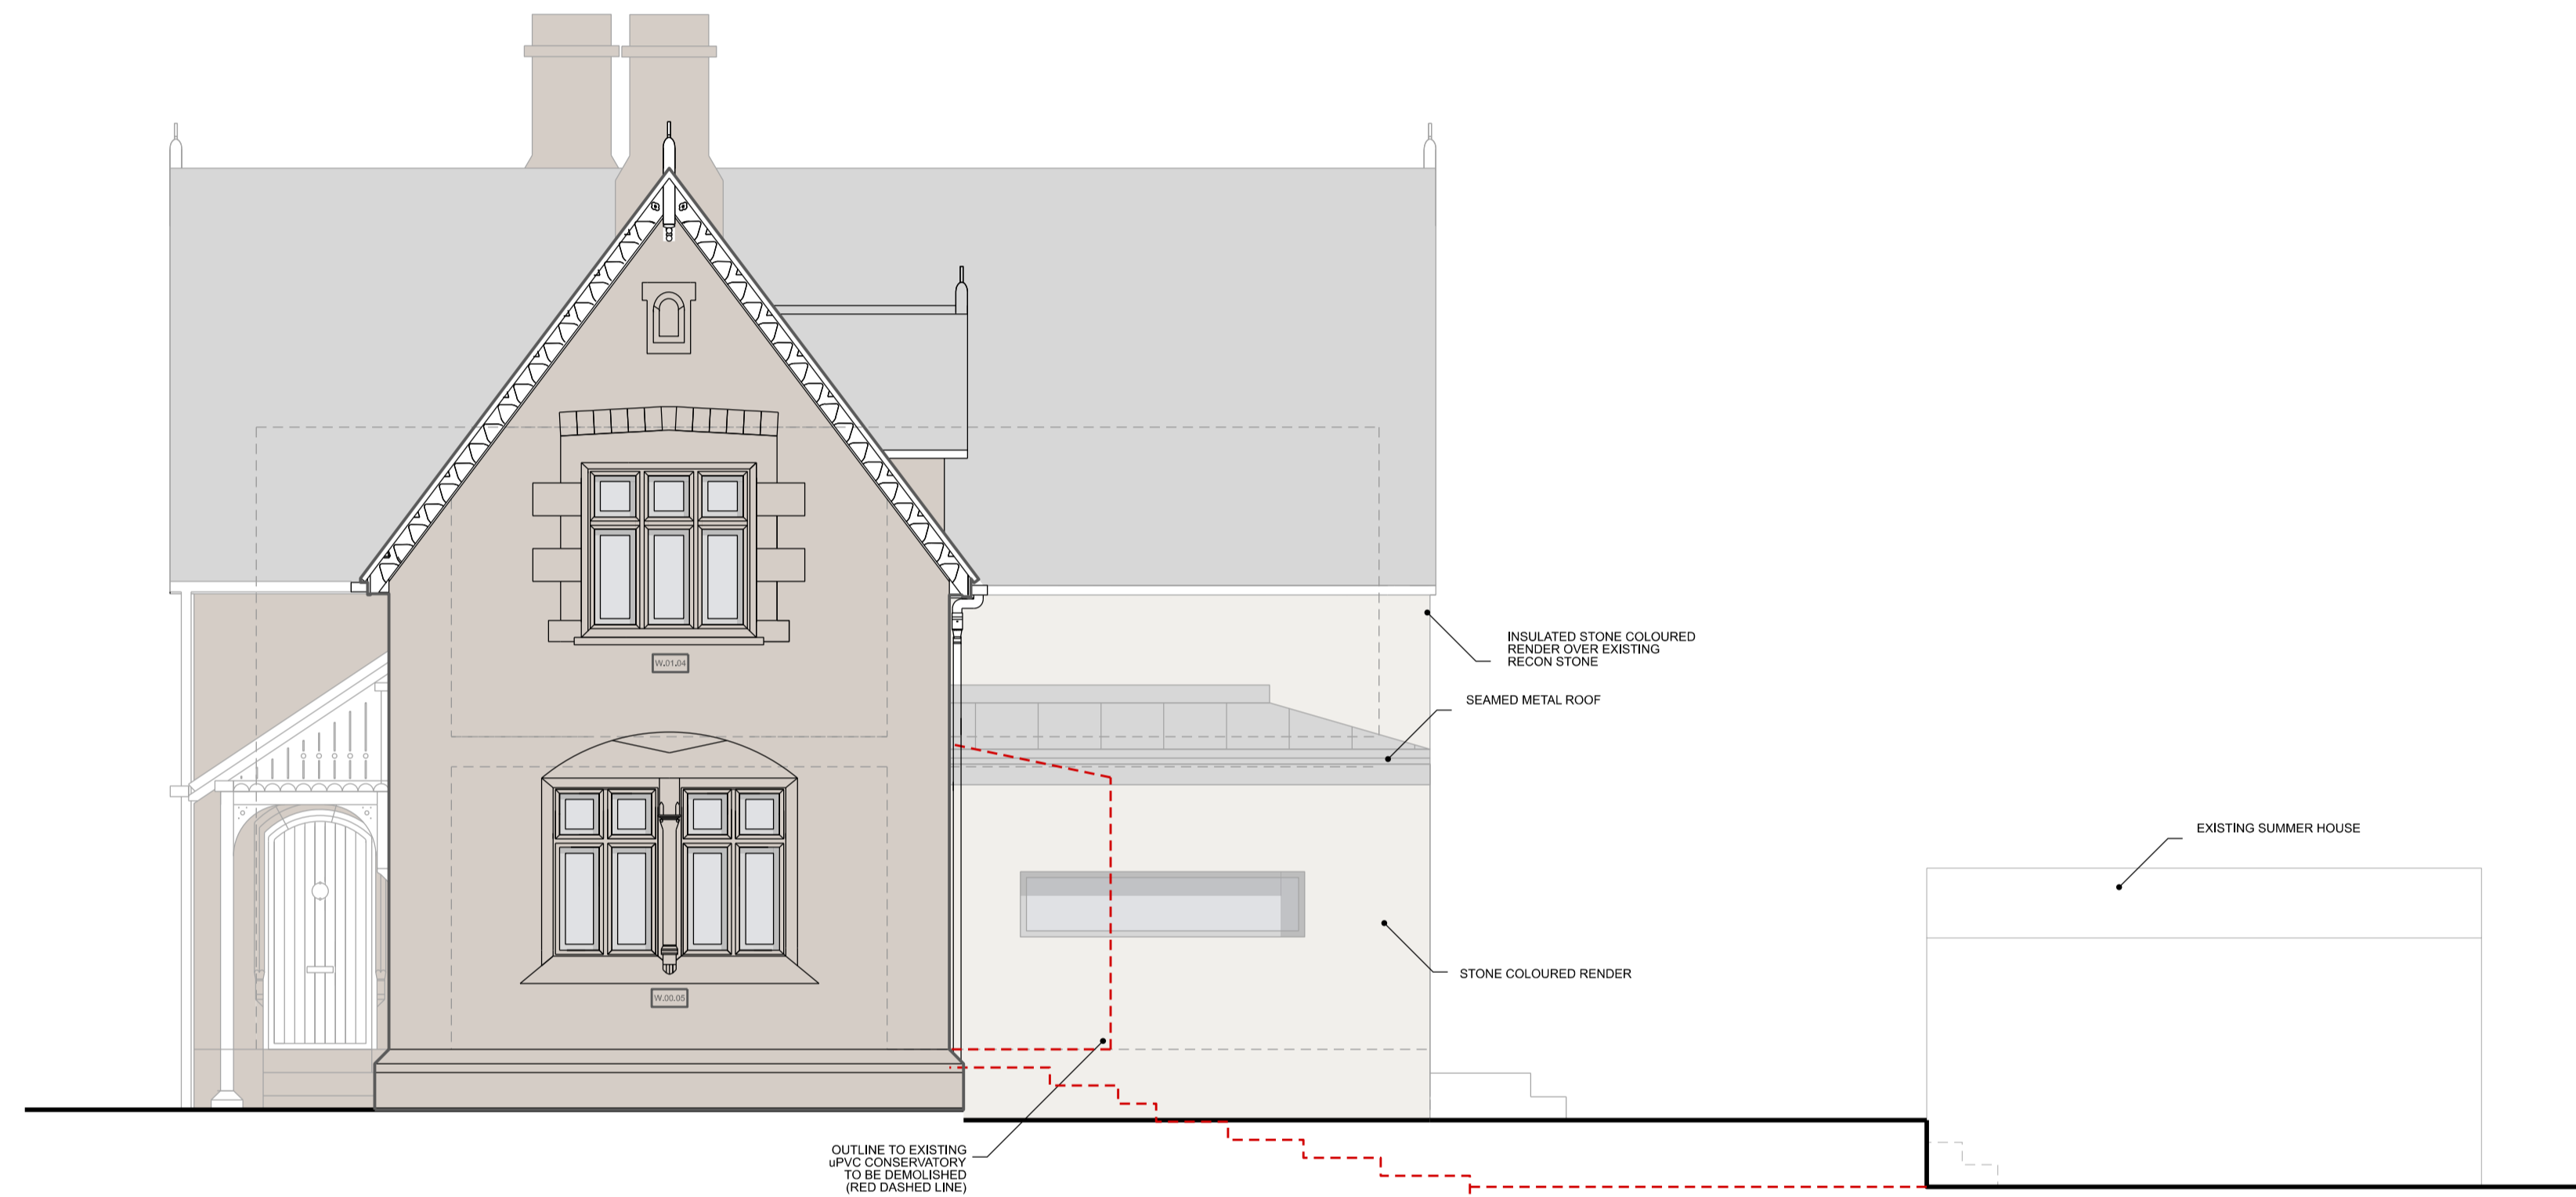 W.01.04
INSULATED STONE COLOURED
RENDER OVER EXISTING
RECON STONE
SEAMED METAL ROOF
EXISTING SUMMER HOUSE
STONE COLOURED RENDER
W.00.05
OUTLINE TO EXISTING
uPVC CONSERVATORY
TO BE DEMOLISHED
(RED DASHED LINE)